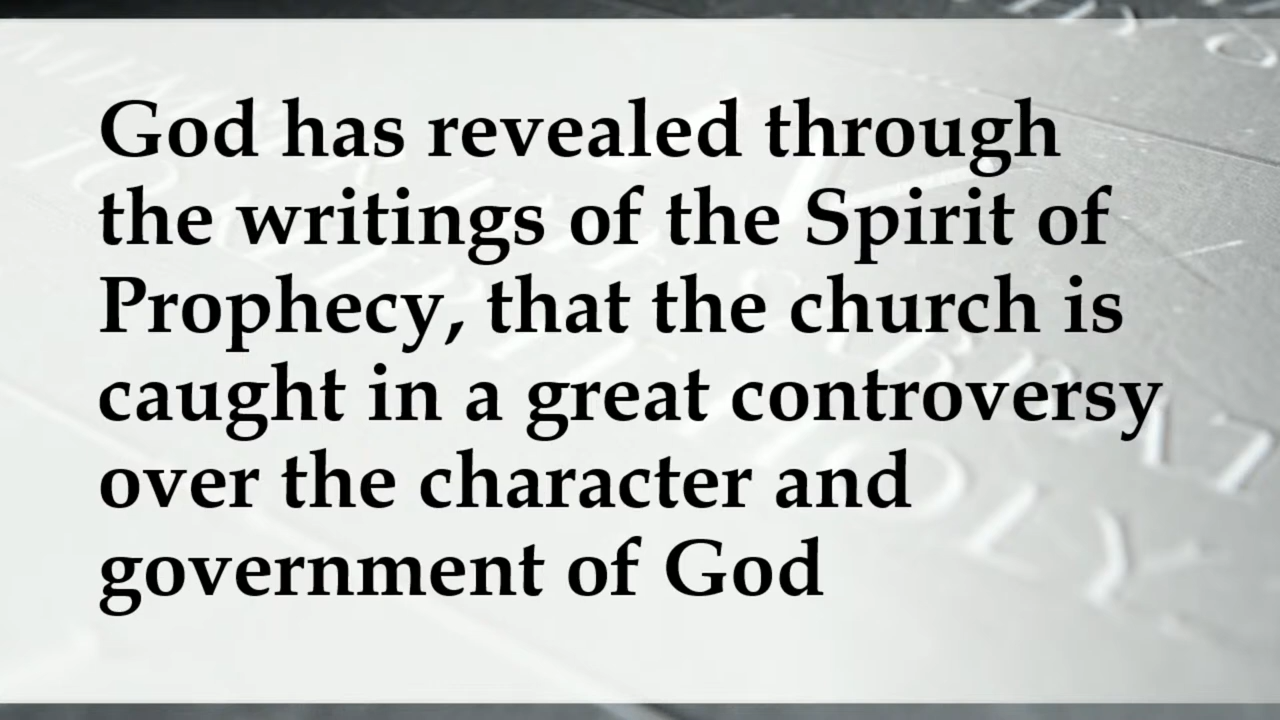 God has revealed through
the writings of the Spirit of
Prophecy, that the church is
caught in a great controversy
over the character and
government of God